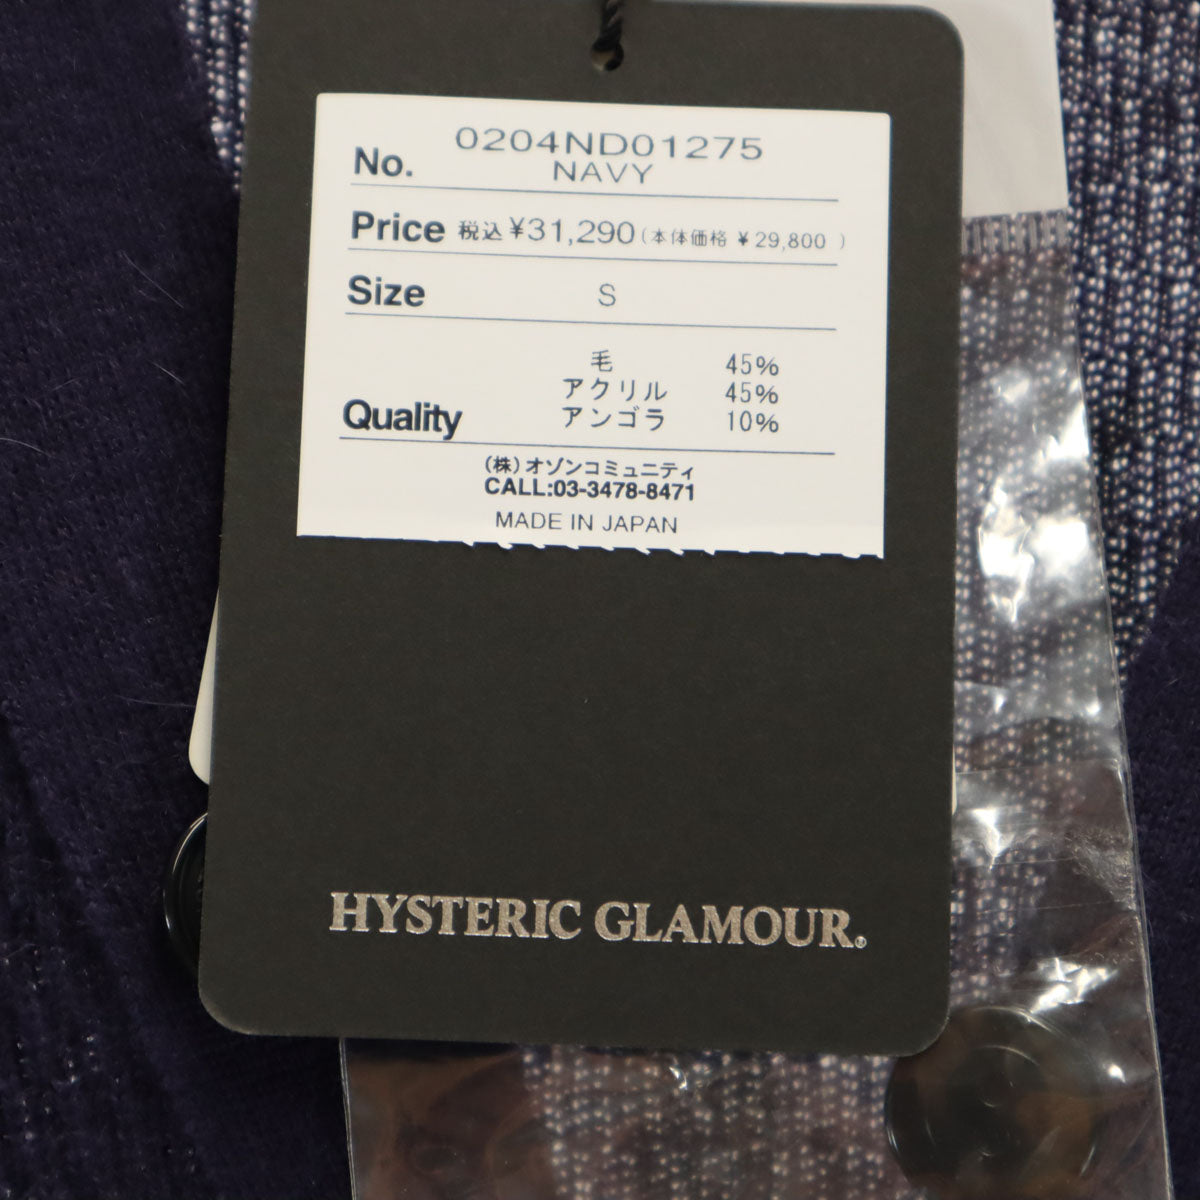 No. 0204ND01275
NAVY
Price 税込 ¥31,290 (本体価格 ¥29,800 )
Size S
毛 45%
アクリル 45%
Quality アンゴラ 10%
(株)オゾンコミュニティ
CALL:03-3478-8471
MADE IN JAPAN
HYSTERIC GLAMOUR.®